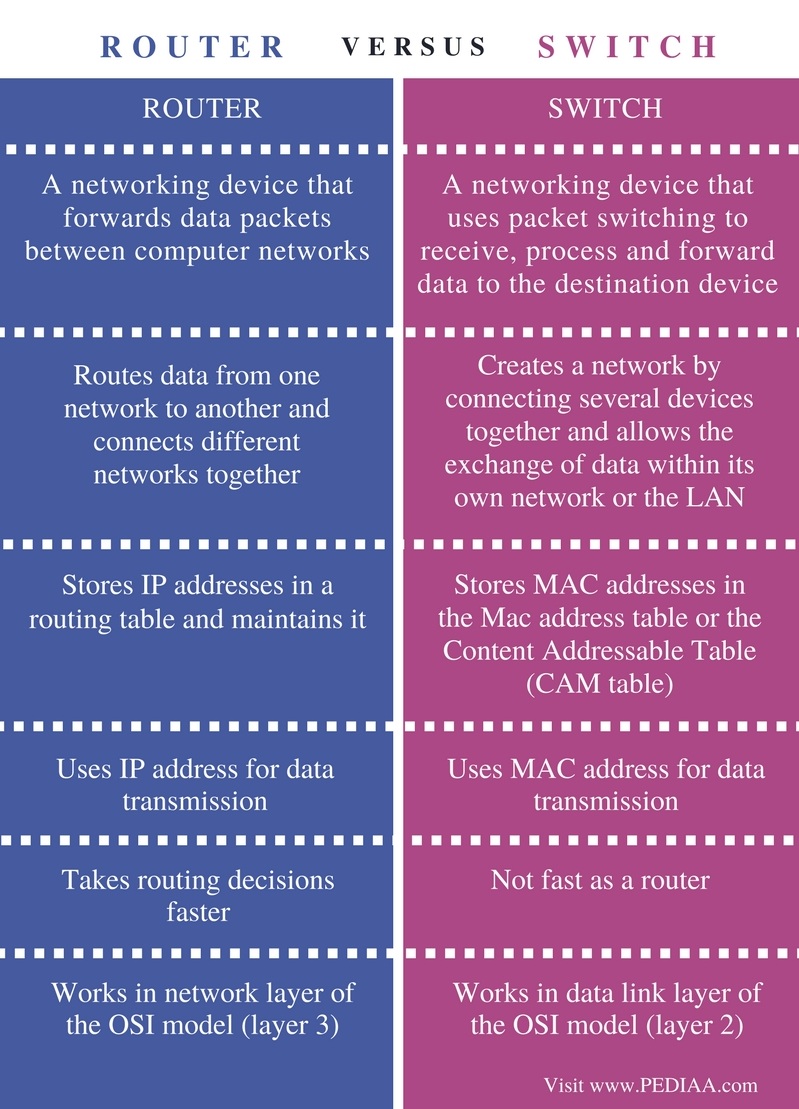 ROUTER VERSUS SWITCH
ROUTER
SWITCH
A networking device that
forwards data packets
between computer networks
A networking device that
uses packet switching to
receive, process and forward
data to the destination device
Routes data from one
network to another and
connects different
networks together
Creates a network by
connecting several devices
together and allows the
exchange of data within its
own network or the LAN
Stores IP addresses in a
routing table and maintains it
Stores MAC addresses in
the Mac address table or the
Content Addressable Table
(CAM table)
Uses IP address for data
transmission
Uses MAC address for data
transmission
Takes routing decisions
faster
Not fast as a router
Works in network layer of
the OSI model (layer 3)
Works in data link layer of
the OSI model (layer 2)
Visit www.PEDIAA.com